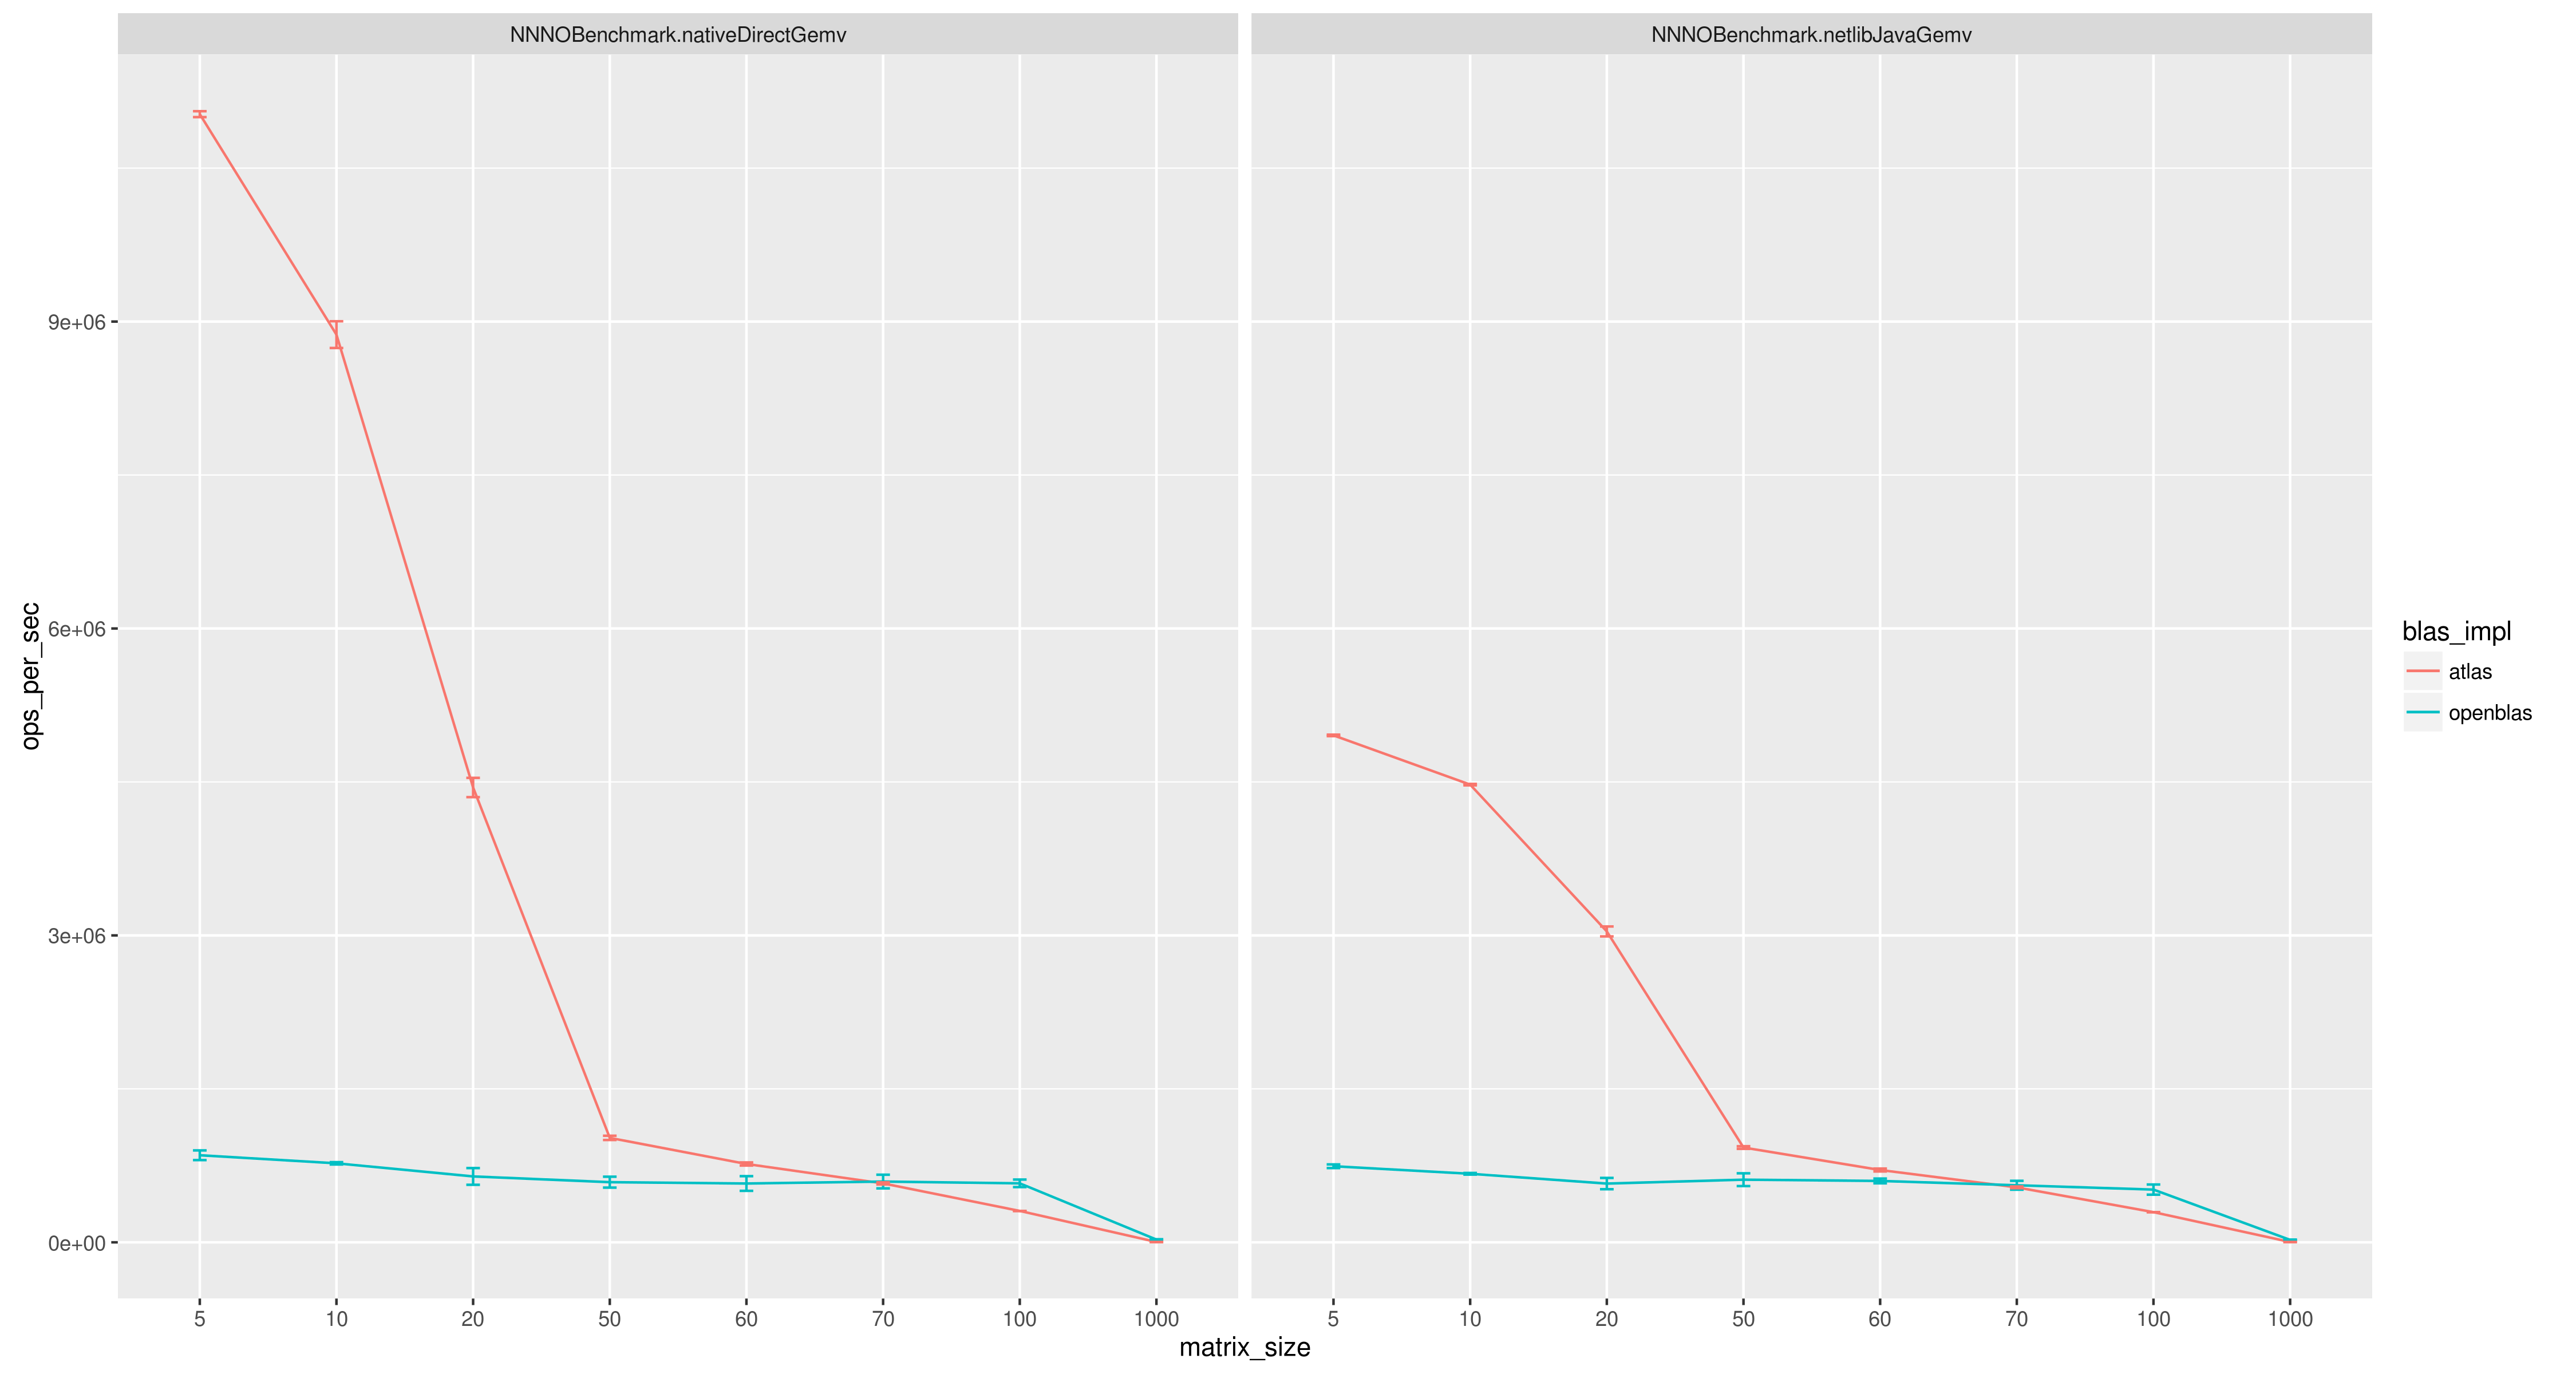 NNNOBenchmark.nativeDirectGemv
NNNOBenchmark.netlibJavaGemv
ops_per_sec
9e+06
6e+06
3e+06
0e+00
5 10 20 50 60 70 100 1000
5 10 20 50 60 70 100 1000
matrix_size
blas_impl
atlas
openblas